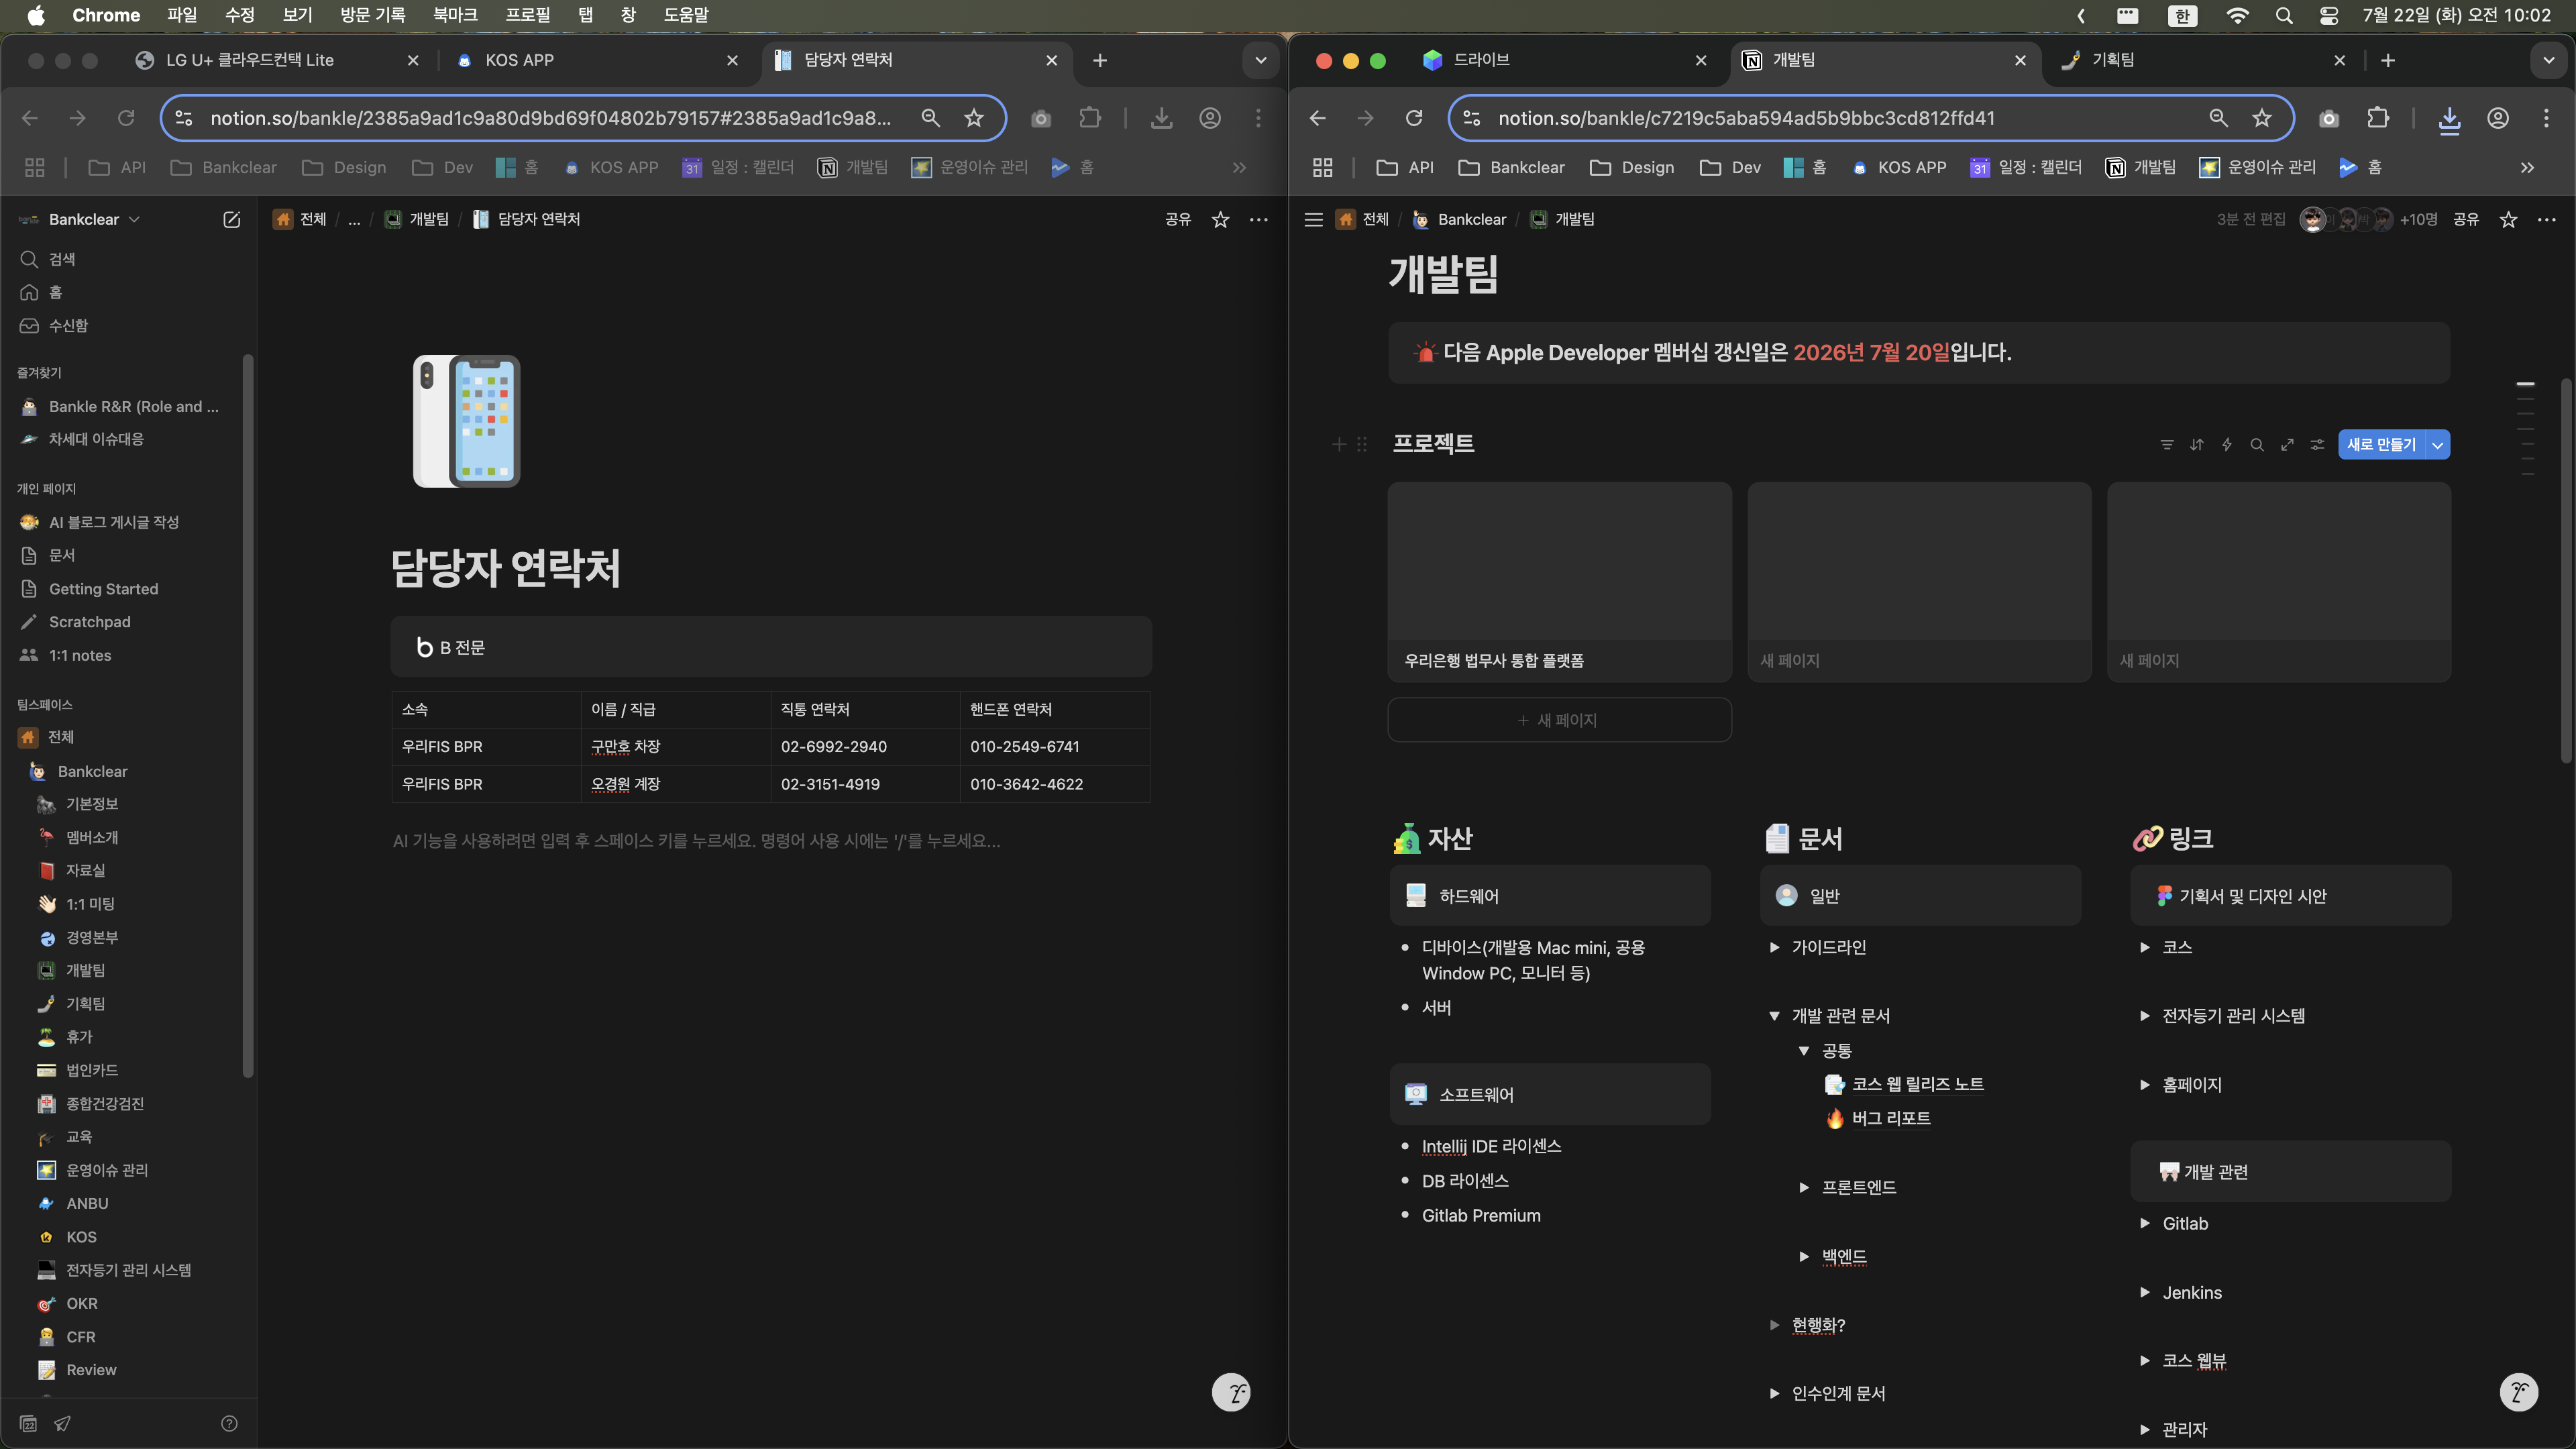 Chrome 파일 수정 보기 방문 기록 북마크 프로필 탭 창 도움말
한 7월 22일 (화) 오전 10:02
LG U+ 클라우드컨택 Lite
KOS APP
담당자 연락처
notion.so/bankle/2385a9ad1c9a80d9bd69f04802b79157#2385a9ad1c9a8...
API Bankclear Design Dev 홈 KOS APP 31 일정 : 캘린더 개발팀 운영이슈 관리 홈
Bankclear
검색
홈
수신함
즐겨찾기
Bankle R&R (Role and ...
차세대 이슈대응
개인 페이지
AI 블로그 게시글 작성
문서
Getting Started
Scratchpad
1:1 notes
팀스페이스
전체
Bankclear
기본정보
멤버소개
자료실
1:1 미팅
경영본부
개발팀
기획팀
휴가
법인카드
종합건강검진
교육
운영이슈 관리
ANBU
KOS
전자등기 관리 시스템
OKR
CFR
Review
22
전체 / ... / 개발팀 / 담당자 연락처
공유
담당자 연락처
B 전문
소속 이름 / 직급 직통 연락처 핸드폰 연락처
우리FIS BPR 구만호 차장 02-6992-2940 010-2549-6741
우리FIS BPR 오경원 계장 02-3151-4919 010-3642-4622
AI 기능을 사용하려면 입력 후 스페이스 키를 누르세요. 명령어 사용 시에는 '/'를 누르세요...
드라이브
개발팀
기획팀
notion.so/bankle/c7219c5aba594ad5b9bbc3cd812ffd41
API Bankclear Design Dev 홈 KOS APP 31 일정 : 캘린더 개발팀 운영이슈 관리 홈
전체 / Bankclear / 개발팀
3분 전 편집 +10명 공유
개발팀
다음 Apple Developer 멤버십 갱신일은 2026년 7월 20일입니다.
프로젝트
새로 만들기
우리은행 법무사 통합 플랫폼
새 페이지
새 페이지
+ 새 페이지
자산
하드웨어
• 디바이스(개발용 Mac mini, 공용
Window PC, 모니터 등)
• 서버
소프트웨어
• Intellij IDE 라이센스
• DB 라이센스
• Gitlab Premium
문서
일반
가이드라인
개발 관련 문서
공통
코스 웹 릴리즈 노트
버그 리포트
프론트엔드
백엔드
현행화?
인수인계 문서
링크
기획서 및 디자인 시안
코스
전자등기 관리 시스템
홈페이지
개발 관련
Gitlab
Jenkins
코스 웹뷰
관리자